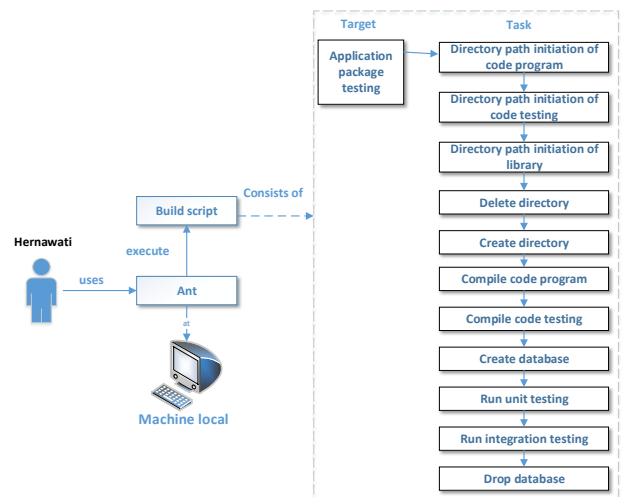 Target
Task
Application
package
testing
Directory path initiation of
code program
Directory path initiation of
code testing
Directory path initiation of
library
Delete directory
Create directory
Compile code program
Compile code testing
Create database
Run unit testing
Run integration testing
Drop database
Consists of
Build script
execute
Hernawati
uses
Ant
at
Machine local